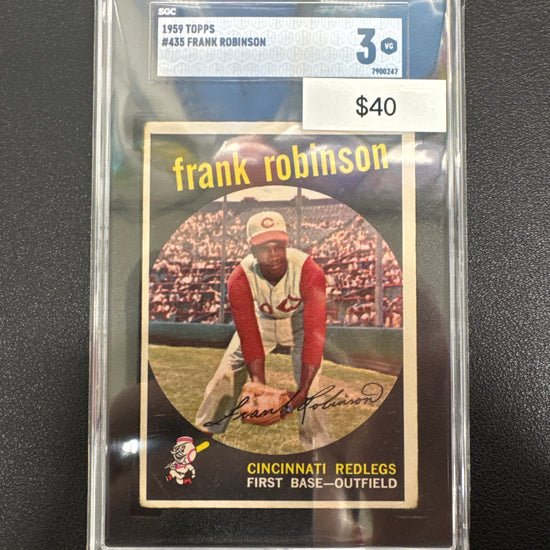 SGC
1959 TOPPS
#435 FRANK ROBINSON
3 VG
7900247
$40
frank robinson
C
Frank Robinson
CINCINNATI REDLEGS
FIRST BASE—OUTFIELD